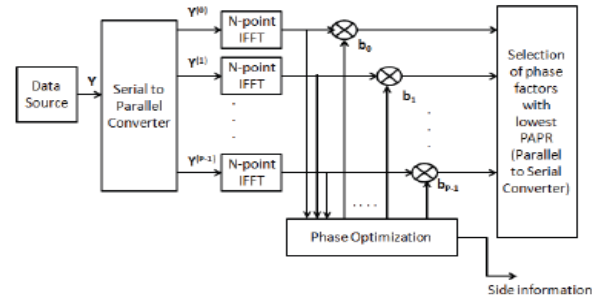 Y(0)
N-point
IFFT
b0
Data
Source
Y
Serial to
Parallel
Converter
Y(1)
N-point
IFFT
b1
Y(P-1)
N-point
IFFT
bP-1
Selection
of phase
factors
with
lowest
PAPR
(Parallel
to Serial
Converter)
Phase Optimization
Side information